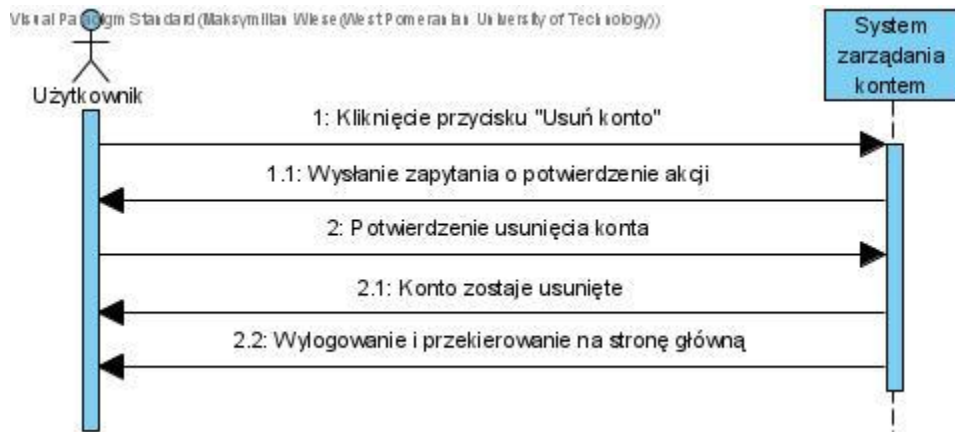 Visual Paradigm Standard (Maksymilian Wiese (West Pomeranian University of Technology))
System
zarządania
kontem
Użytkownik
1: Kliknięcie przycisku "Usuń konto"
1.1: Wysłanie zapytania o potwierdzenie akcji
2: Potwierdzenie usunięcia konta
2.1: Konto zostaje usunięte
2.2: Wylogowanie i przekierowanie na stronę główną